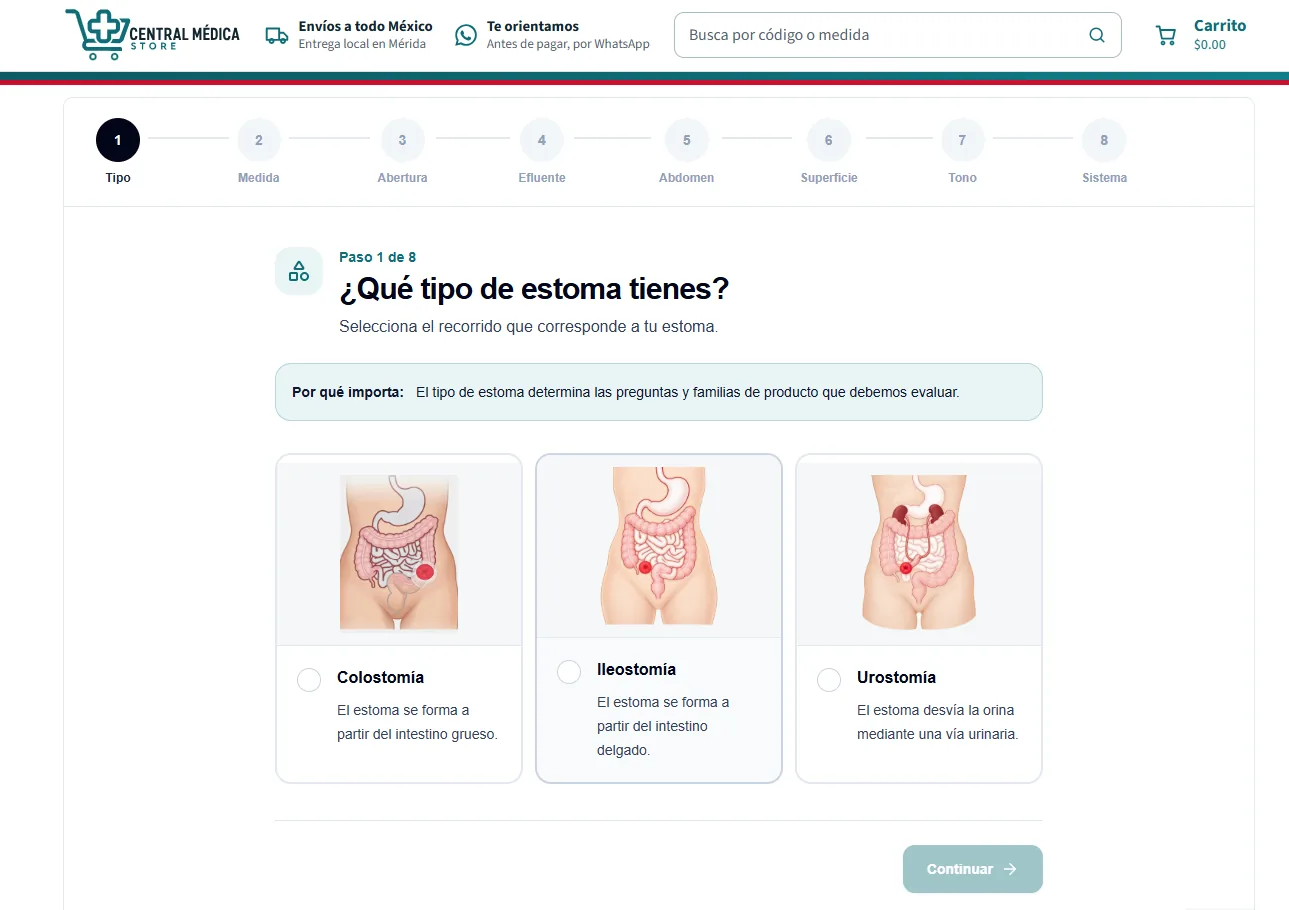 CENTRAL MÉDICA
STORE
Envíos a todo México
Entrega local en Mérida
Te orientamos
Antes de pagar, por WhatsApp
Busca por código o medida
Carrito
$0.00
1
2
3
4
5
6
7
8
Tipo
Medida
Abertura
Efluente
Abdomen
Superficie
Tono
Sistema
Paso 1 de 8
¿Qué tipo de estoma tienes?
Selecciona el recorrido que corresponde a tu estoma.
Por qué importa: El tipo de estoma determina las preguntas y familias de producto que debemos evaluar.
Colostomía
El estoma se forma a
partir del intestino grueso.
Ileostomía
El estoma se forma a
partir del intestino
delgado.
Urostomía
El estoma desvía la orina
mediante una vía urinaria.
Continuar